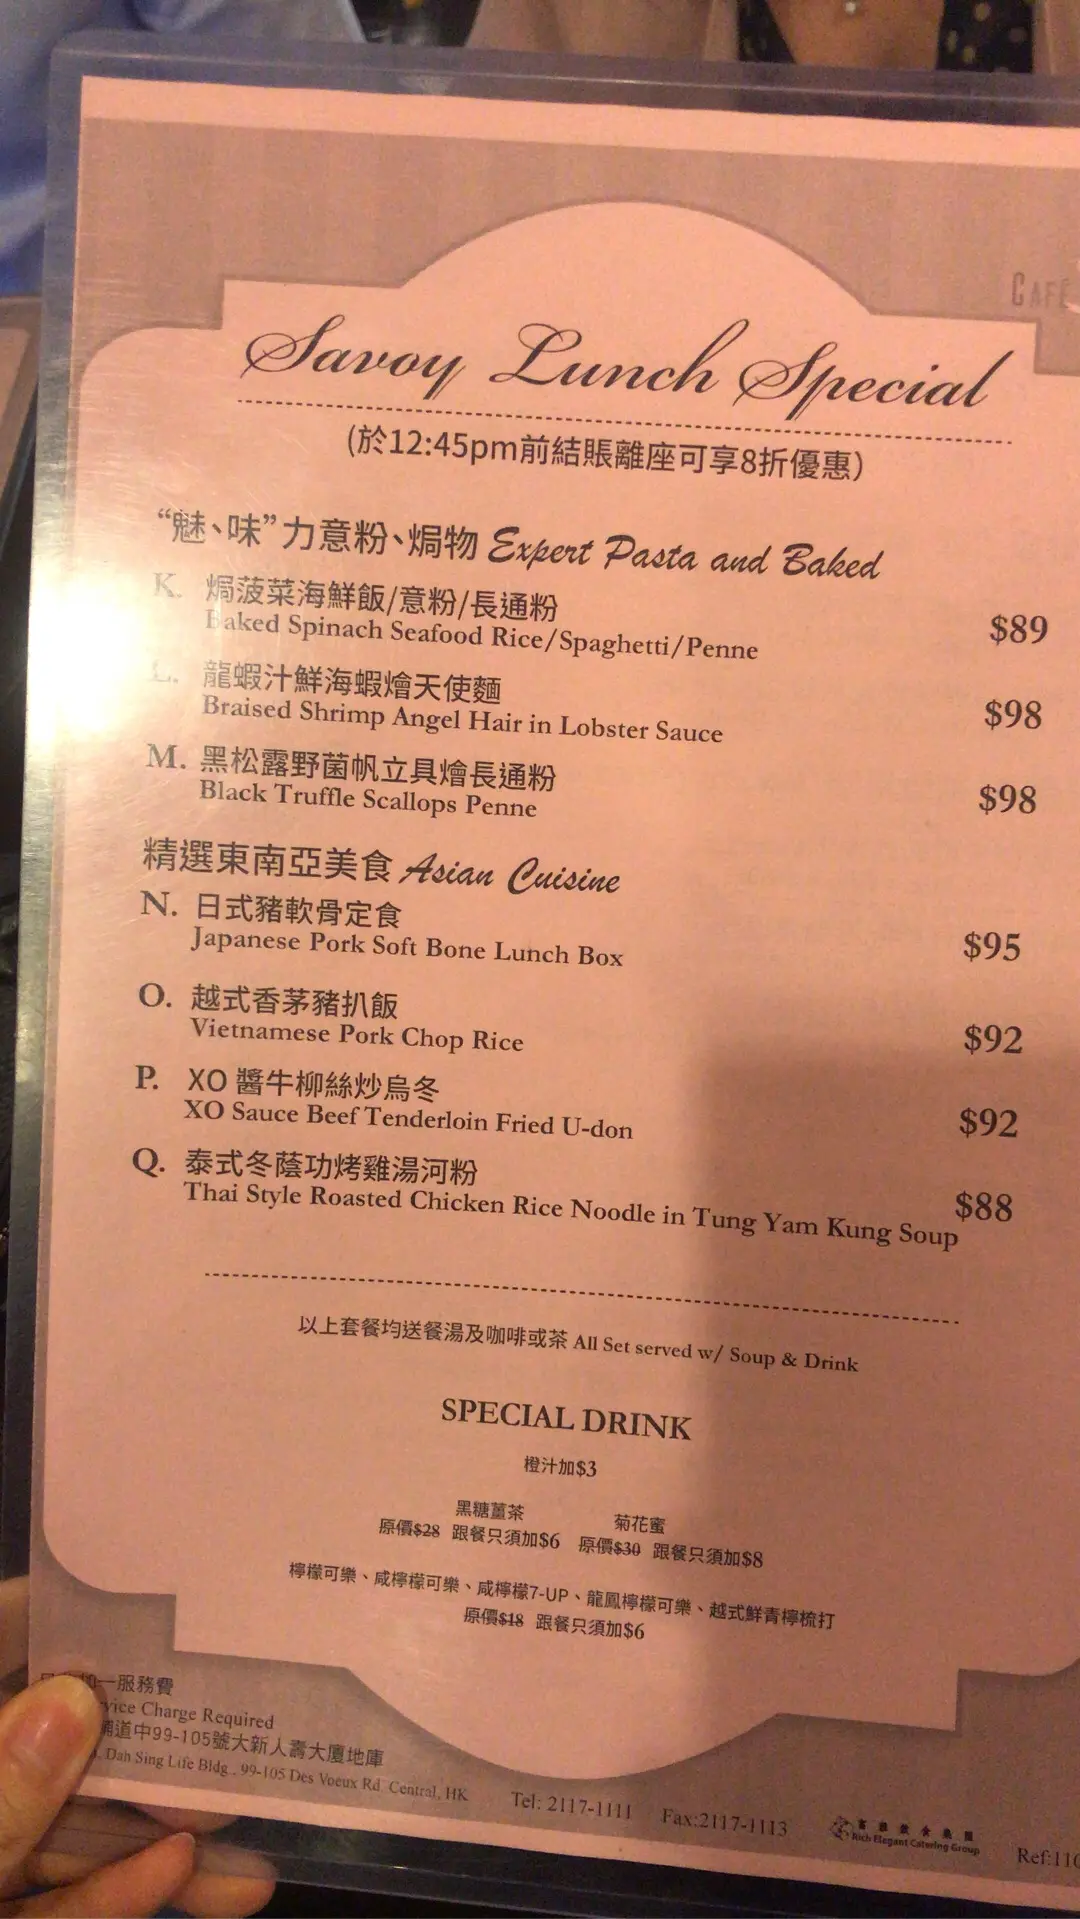 CAFÉ
Savoy Lunch Special
(於12:45pm前結賬離座可享8折優惠)
“魅、味”力意粉、焗物 Expert Pasta and Baked
K. 焗菠菜海鮮飯/意粉/長通粉
Baked Spinach Seafood Rice/Spaghetti/Penne $89
L. 龍蝦汁鮮海蝦燴天使麵
Braised Shrimp Angel Hair in Lobster Sauce $98
M. 黑松露野菌帆立具燴長通粉
Black Truffle Scallops Penne $98
精選東南亞美食 Asian Cuisine
N. 日式豬軟骨定食
Japanese Pork Soft Bone Lunch Box $95
O. 越式香茅豬扒飯
Vietnamese Pork Chop Rice $92
P. XO 醬牛柳絲炒烏冬
XO Sauce Beef Tenderloin Fried U-don $92
Q. 泰式冬蔭功烤雞湯河粉
Thai Style Roasted Chicken Rice Noodle in Tung Yam Kung Soup $88
以上套餐均送餐湯及咖啡或茶 All Set served w/ Soup & Drink
SPECIAL DRINK
橙汁加$3
黑糖薑茶 菊花蜜
原價$28 跟餐只須加$6 原價$30 跟餐只須加$8
檸檬可樂、咸檸檬可樂、咸檸檬7-UP、龍鳳檸檬可樂、越式鮮青檸梳打
原價$18 跟餐只須加$6
一服務費
Charge Required
道中99-105號大新人壽大廈地庫
Dah Sing Life Bldg., 99-105 Des Voeux Rd. Central, HK Tel: 2117-1111 Fax:2117-1113
富雅飲食集團
Rich Elegant Catering Group
Ref:110